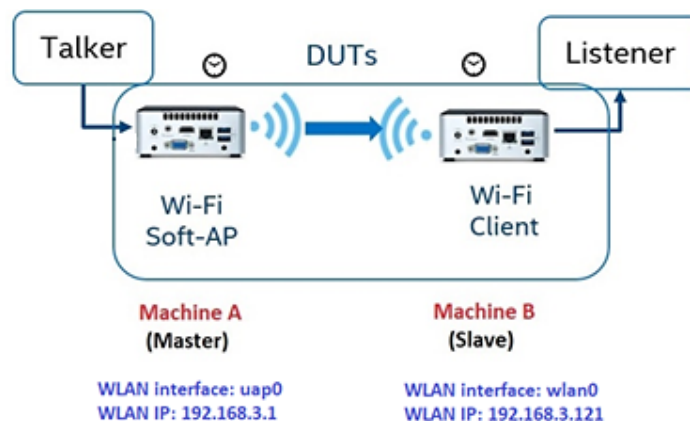 Talker
DUTs
Listener
Wi-Fi
Soft-AP
Wi-Fi
Client
Machine A
(Master)
Machine B
(Slave)
WLAN interface: uap0
WLAN IP: 192.168.3.1
WLAN interface: wlan0
WLAN IP: 192.168.3.121